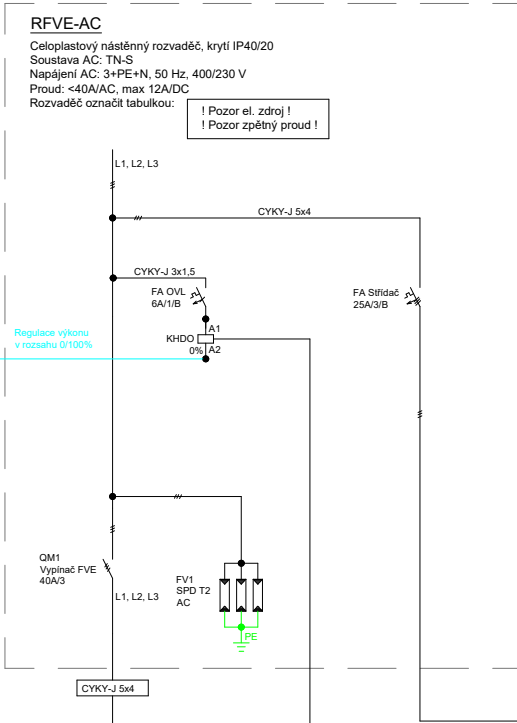 RFVE-AC
Celoplastový nástěnný rozvaděč, krytí IP40/20
Soustava AC: TN-S
Napájení AC: 3+PE+N, 50 Hz, 400/230 V
Proud: <40A/AC, max 12A/DC
Rozvaděč označit tabulkou:
! Pozor el. zdroj !
! Pozor zpětný proud !
L1, L2, L3
CYKY-J 5x4
CYKY-J 3x1,5
FA OVL
6A/1/B
FA Střídač
25A/3/B
A1
KHDO
0%
A2
Regulace výkonu
v rozsahu 0/100%
QM1
Vypínač FVE
40A/3
L1, L2, L3
FV1
SPD T2
AC
PE
CYKY-J 5x4